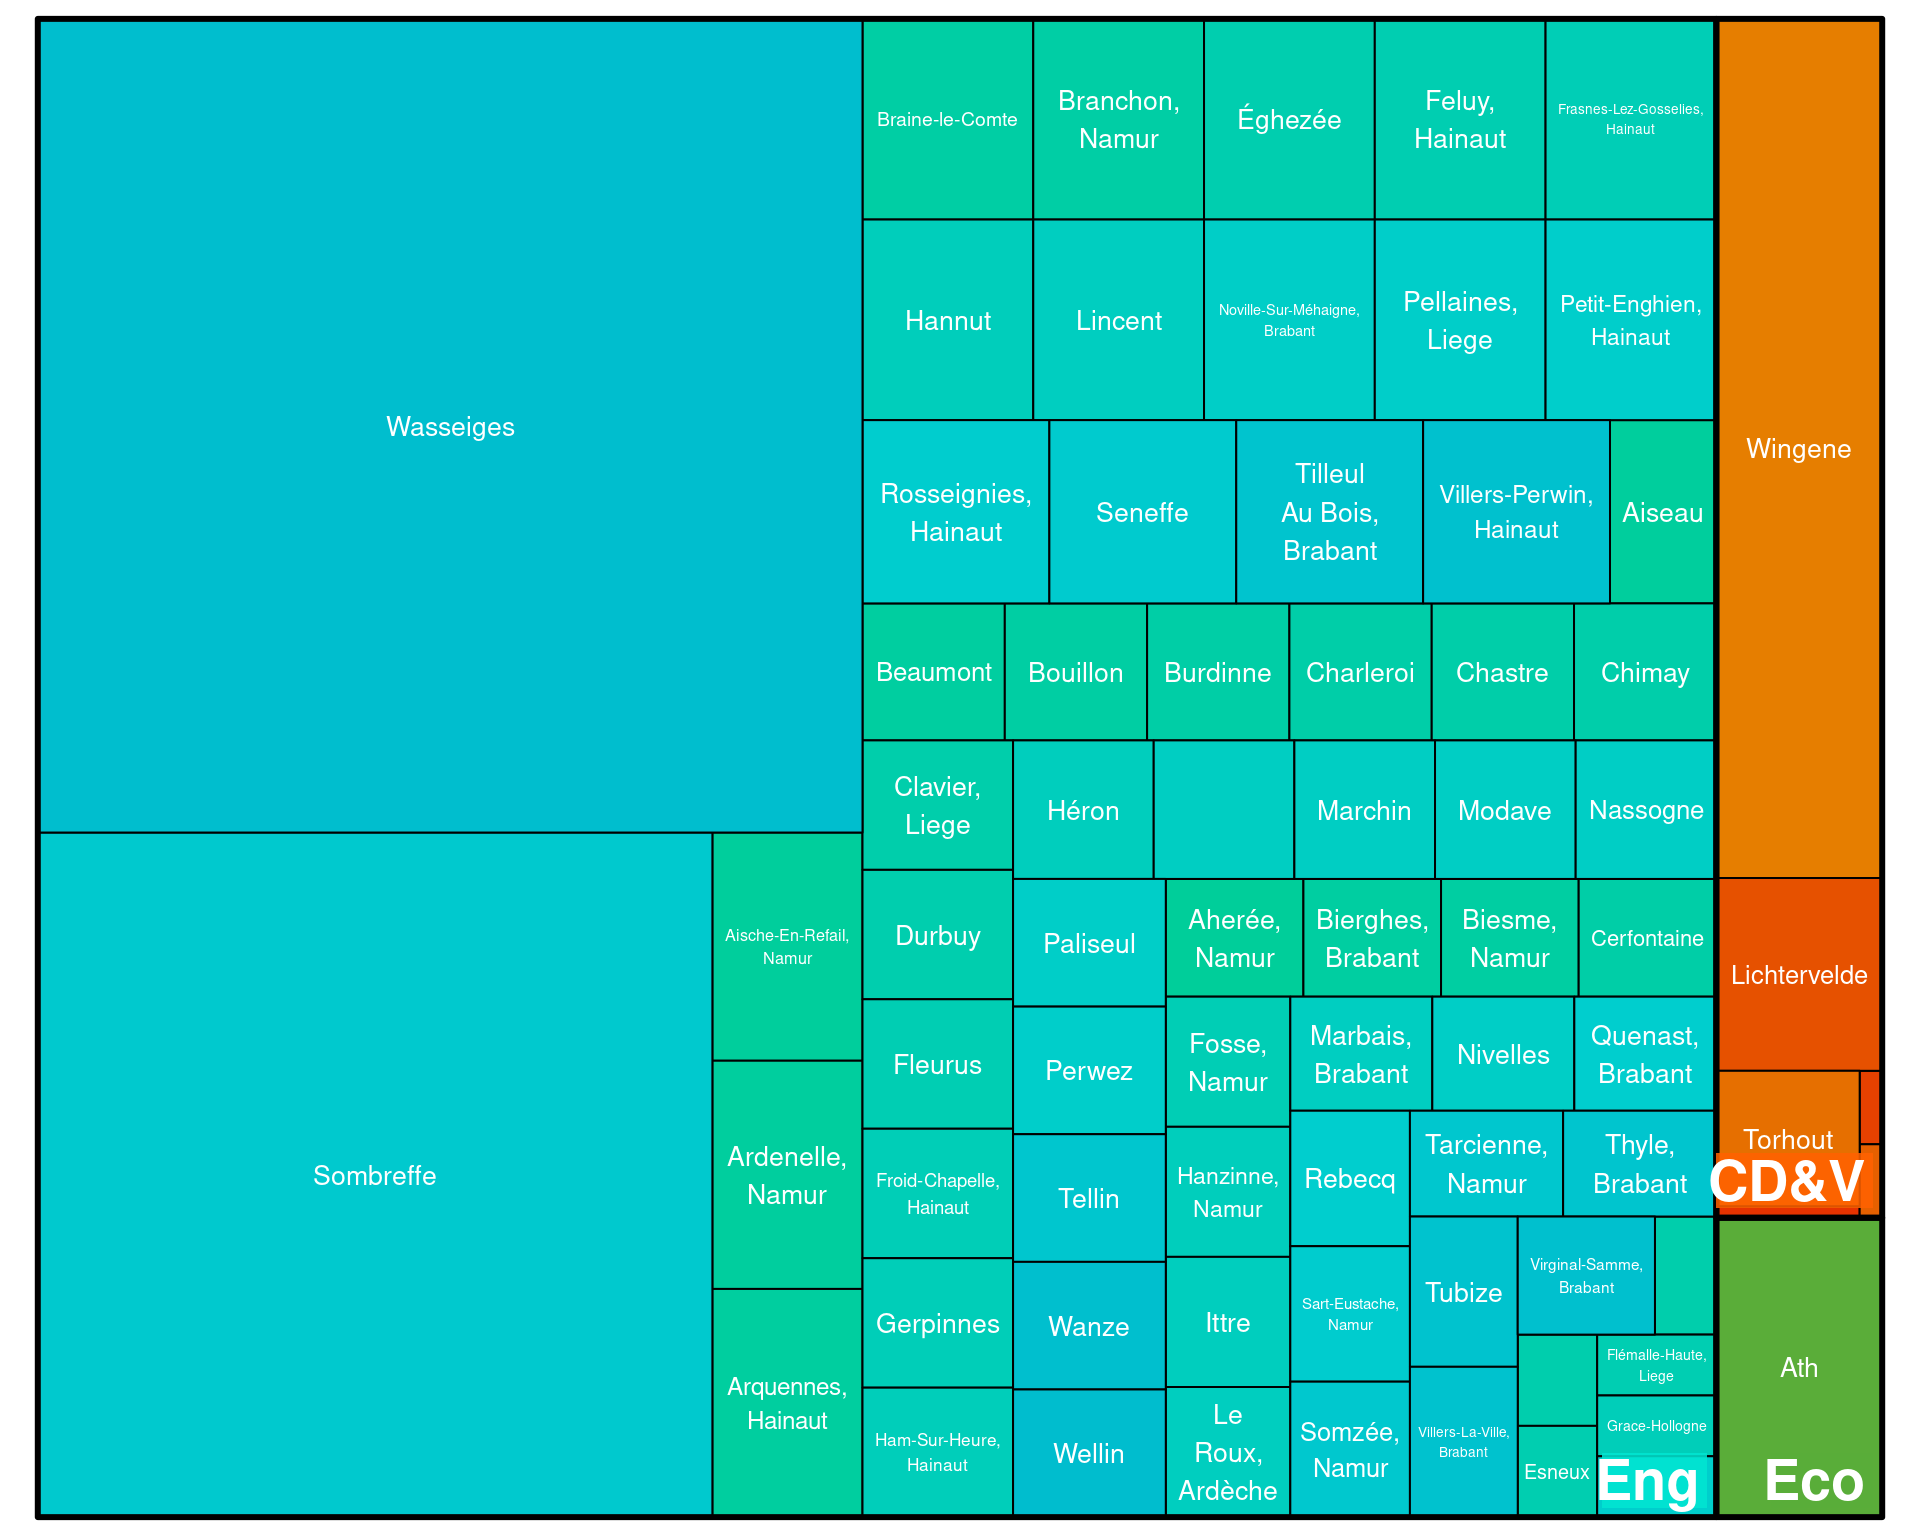 Wasseiges
Sombreffe
Aische-En-Refail,
Namur
Ardenelle,
Namur
Arquennes,
Hainaut
Braine-le-Comte
Branchon,
Namur
Éghezée
Feluy,
Hainaut
Frasnes-Lez-Gosselies,
Hainaut
Hannut
Lincent
Noville-Sur-Méhaigne,
Brabant
Pellaines,
Liege
Petit-Enghien,
Hainaut
Rosseignies,
Hainaut
Seneffe
Tilleul
Au Bois,
Brabant
Villers-Perwin,
Hainaut
Aiseau
Beaumont
Bouillon
Burdinne
Charleroi
Chastre
Chimay
Clavier,
Liege
Héron
Marchin
Modave
Nassogne
Durbuy
Fleurus
Froid-Chapelle,
Hainaut
Gerpinnes
Ham-Sur-Heure,
Hainaut
Paliseul
Perwez
Tellin
Wanze
Wellin
Aherée,
Namur
Bierghes,
Brabant
Biesme,
Namur
Cerfontaine
Fosse,
Namur
Hanzinne,
Namur
Ittre
Le
Roux,
Ardèche
Marbais,
Brabant
Nivelles
Quenast,
Brabant
Rebecq
Sart-Eustache,
Namur
Somzée,
Namur
Tarcienne,
Namur
Thyle,
Brabant
Tubize
Villers-La-Ville,
Brabant
Virginal-Samme,
Brabant
Esneux
Flémalle-Haute,
Liege
Grace-Hollogne
Eng
Wingene
Lichtervelde
Torhout
CD&V
Ath
Eco